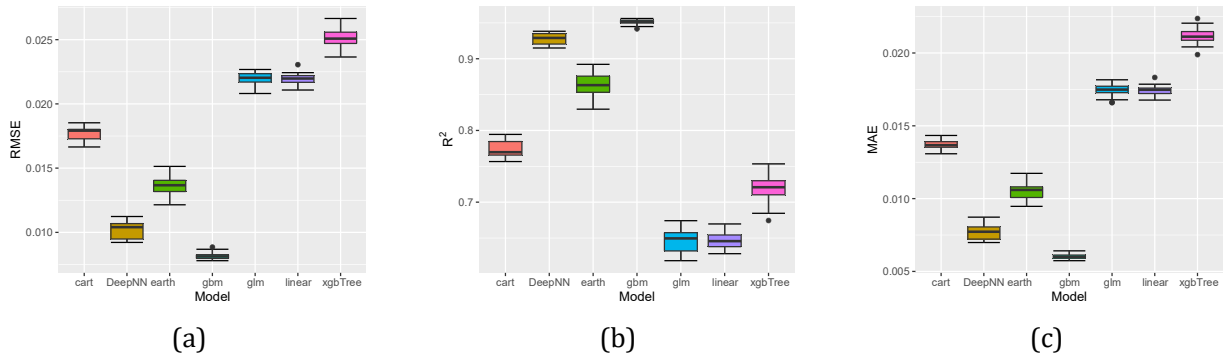 RMSE
0.025
0.020
0.015
0.010
cart DeepNN earth gbm glm linear xgbTree
Model
(a)
R²
0.9
0.8
0.7
cart DeepNN earth gbm glm linear xgbTree
Model
(b)
MAE
0.020
0.015
0.010
0.005
cart DeepNN earth gbm glm linear xgbTree
Model
(c)